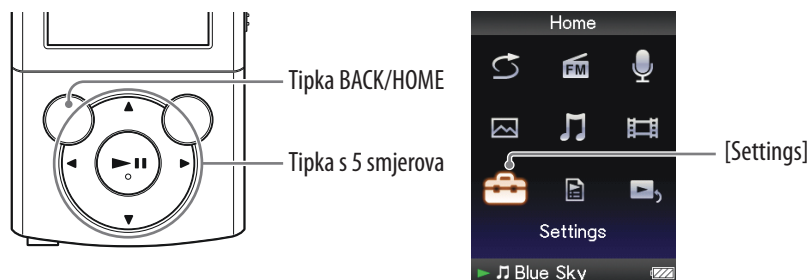 Home
FM
Tipka BACK/HOME
Tipka s 5 smjerova
[Settings]
Settings
Blue Sky